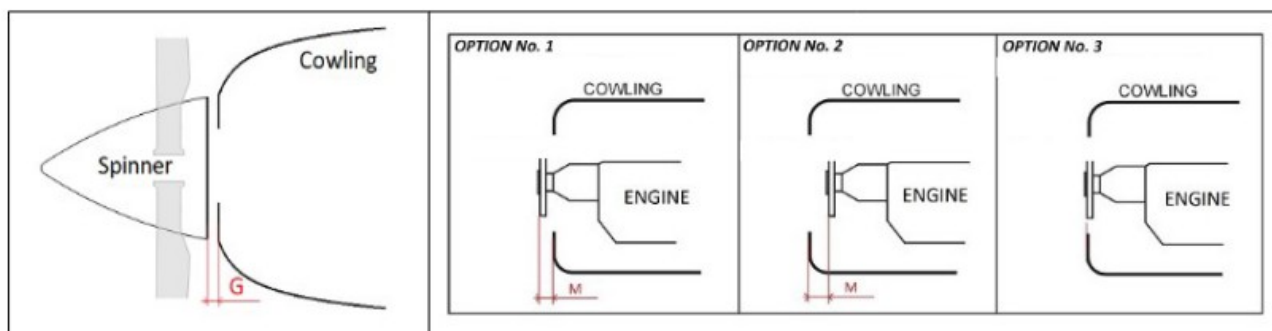 Cowling
Spinner
G
OPTION No. 1
COWLING
ENGINE
M
OPTION No. 2
COWLING
ENGINE
M
OPTION No. 3
COWLING
ENGINE